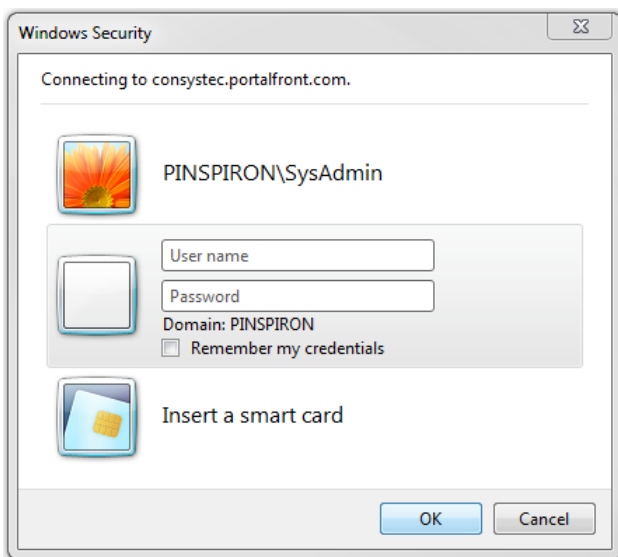 Windows Security
Connecting to consystec.portalfront.com.
PINSPIRON\SysAdmin
User name
Password
Domain: PINSPIRON
Remember my credentials
Insert a smart card
OK
Cancel